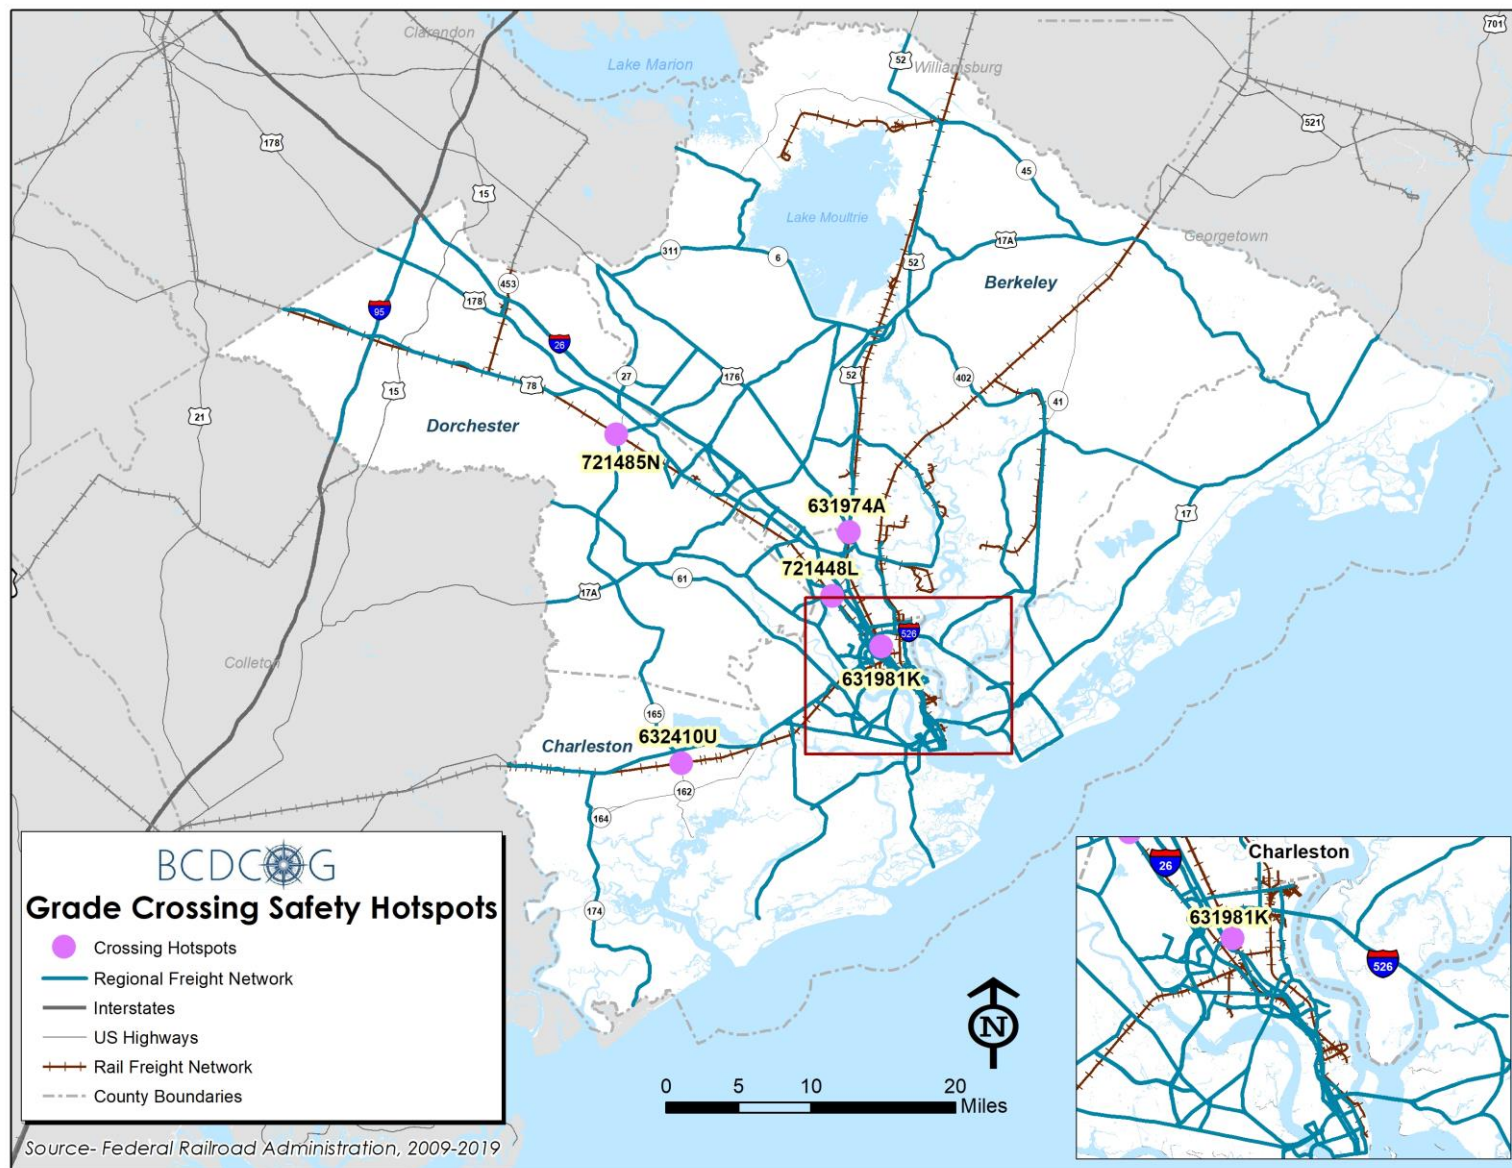 Clarendon
Lake Marion
52
Williamsburg
701
178
521
15
45
Lake Moultrie
Georgetown
311
6
17A
52
453
Berkeley
178
95
26
27
176
52
402
78
15
41
21
Dorchester
721485N
631974A
17
721448L
61
17A
526
Colleton
631981K
165
632410U
Charleston
162
164
174
BCDCOG
Grade Crossing Safety Hotspots
Crossing Hotspots
Regional Freight Network
Interstates
US Highways
Rail Freight Network
County Boundaries
Source- Federal Railroad Administration, 2009-2019
N
0 5 10 20
Miles
Charleston
26
631981K
526